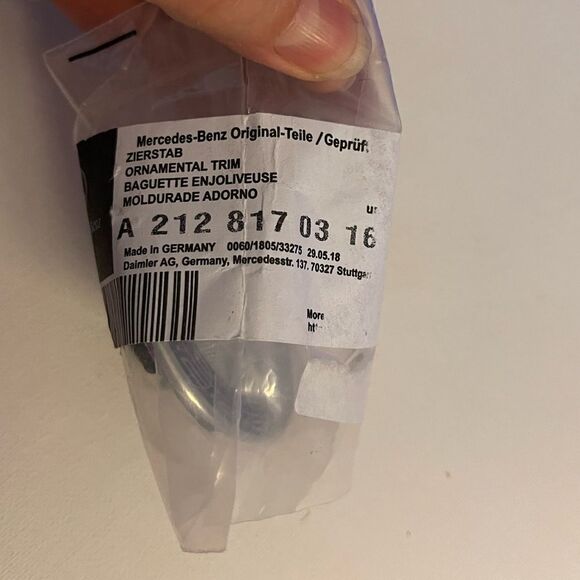 Mercedes-Benz Original-Teile / Geprüft
ZIERSTAB
ORNAMENTAL TRIM
BAGUETTE ENJOLIVEUSE
MOLDURADE ADORNO
A 212 817 03 16
Made in GERMANY 0060/1805/33275 29.05.18
Daimler AG, Germany, Mercedesstr. 137. 70327 Stuttgar
More